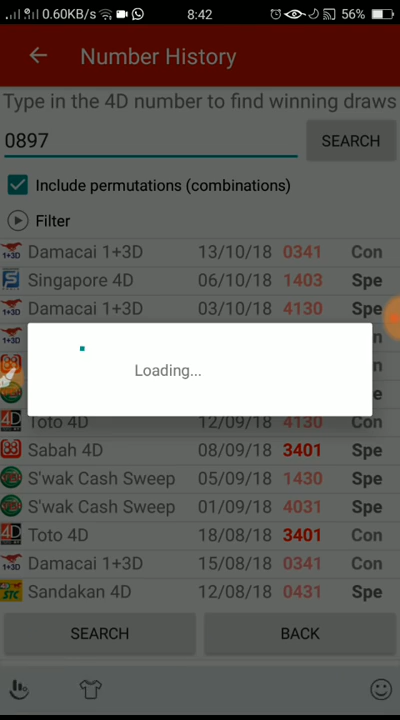 0.60KB/s 8:42 56%
Number History
Type in the 4D number to find winning draws
0897 SEARCH
Include permutations (combinations)
Filter
Damacai 1+3D 13/10/18 0341 Con
Singapore 4D 06/10/18 1403 Spe
Damacai 1+3D 03/10/18 4130 Spe
Loading...
Toto 4D 12/09/18 4130 Con
Sabah 4D 08/09/18 3401 Spe
S'wak Cash Sweep 05/09/18 1430 Spe
S'wak Cash Sweep 01/09/18 4031 Spe
Toto 4D 18/08/18 3401 Con
Damacai 1+3D 15/08/18 0341 Con
Sandakan 4D 12/08/18 0431 Spe
SEARCH BACK